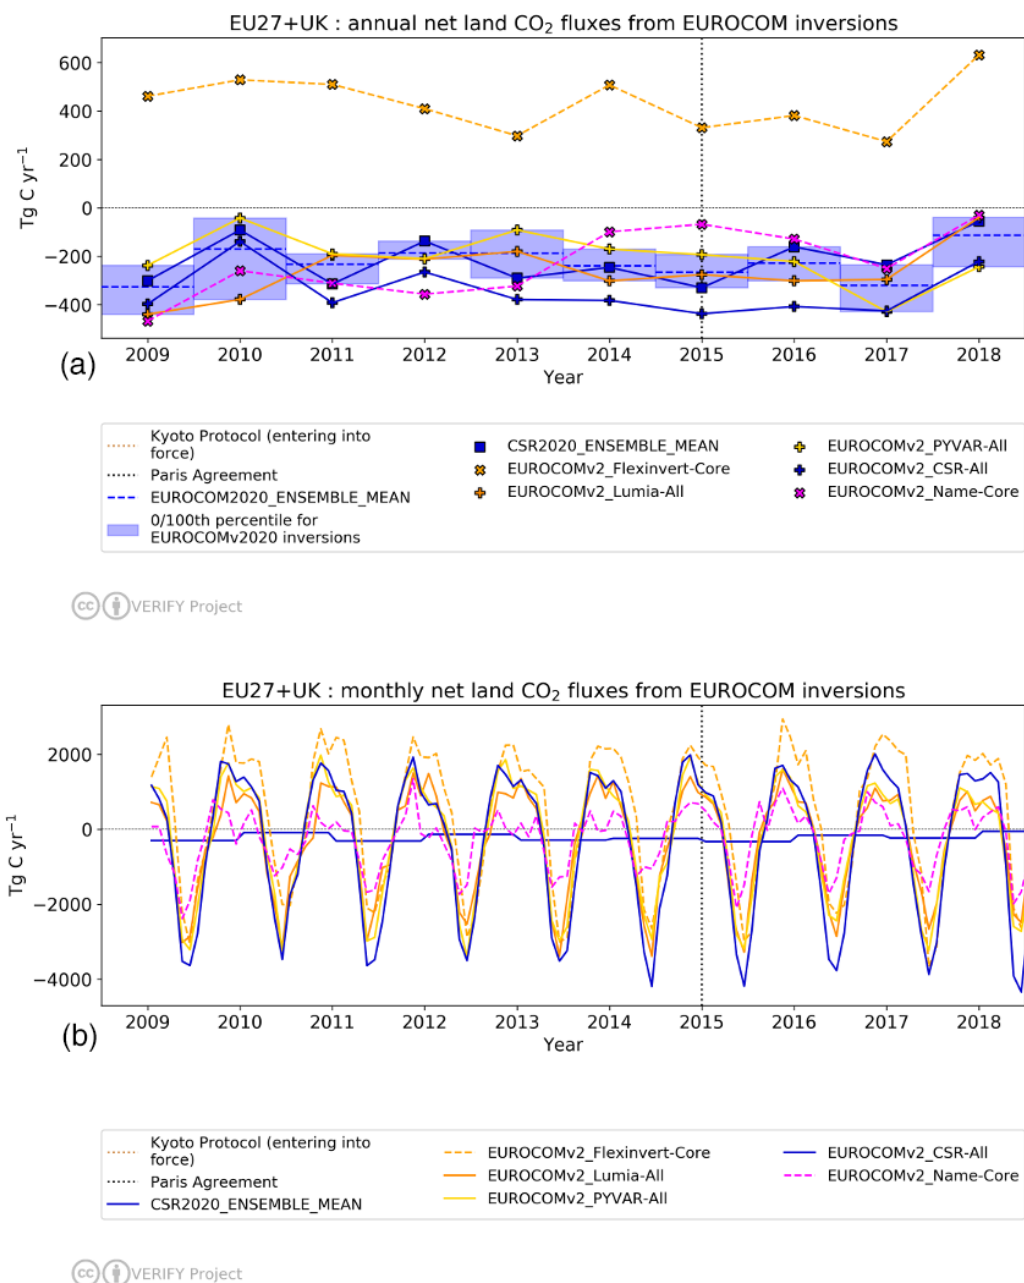 EU27+UK : annual net land CO₂ fluxes from EUROCOM inversions
600
400
200
0
−200
−400
Tg C yr⁻¹
2009 2010 2011 2012 2013 2014 2015 2016 2017 2018
Year
(a)
Kyoto Protocol (entering into
force)
Paris Agreement
EUROCOM2020_ENSEMBLE_MEAN
0/100th percentile for
EUROCOMv2020 inversions
CSR2020_ENSEMBLE_MEAN
EUROCOMv2_Flexinvert-Core
EUROCOMv2_Lumia-All
EUROCOMv2_PYVAR-All
EUROCOMv2_CSR-All
EUROCOMv2_Name-Core
cc VERIFY Project
EU27+UK : monthly net land CO₂ fluxes from EUROCOM inversions
2000
0
−2000
−4000
Tg C yr⁻¹
2009 2010 2011 2012 2013 2014 2015 2016 2017 2018
Year
(b)
Kyoto Protocol (entering into
force)
Paris Agreement
CSR2020_ENSEMBLE_MEAN
EUROCOMv2_Flexinvert-Core
EUROCOMv2_Lumia-All
EUROCOMv2_PYVAR-All
EUROCOMv2_CSR-All
EUROCOMv2_Name-Core
cc VERIFY Project